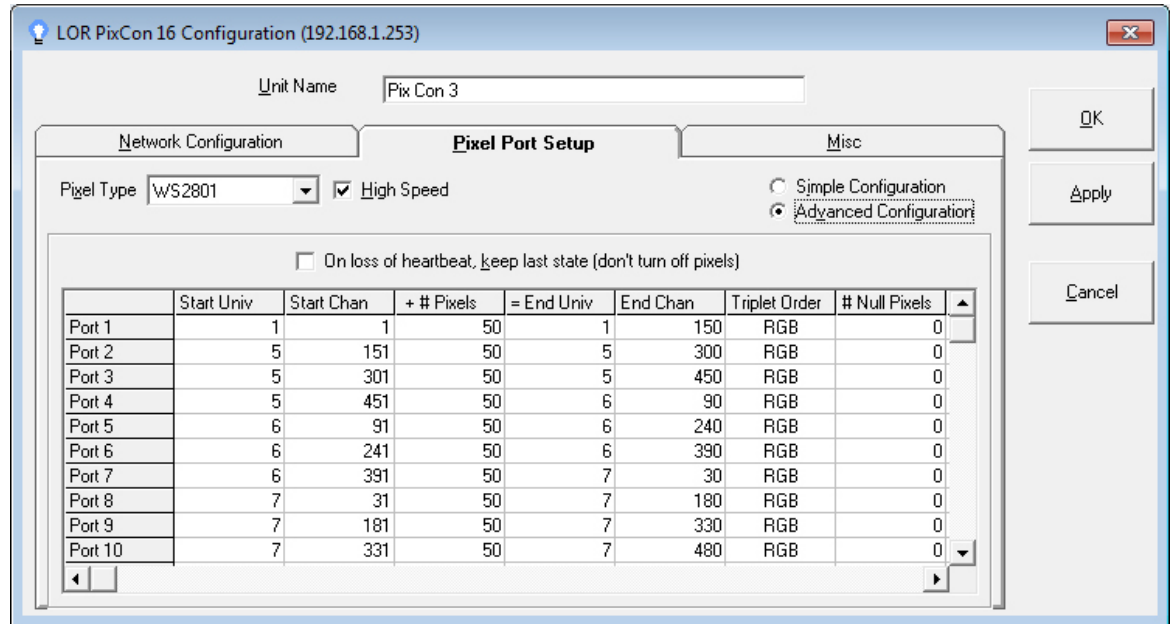 LOR PixCon 16 Configuration (192.168.1.253)
Unit Name Pix Con 3
OK
Network Configuration Pixel Port Setup Misc
Pixel Type WS2801 High Speed Simple Configuration
Apply
Advanced Configuration
On loss of heartbeat, keep last state (don't turn off pixels)
Cancel
Start Univ Start Chan + # Pixels = End Univ End Chan Triplet Order # Null Pixels
Port 1 1 1 50 1 150 RGB 0
Port 2 5 151 50 5 300 RGB 0
Port 3 5 301 50 5 450 RGB 0
Port 4 5 451 50 6 90 RGB 0
Port 5 6 91 50 6 240 RGB 0
Port 6 6 241 50 6 390 RGB 0
Port 7 6 391 50 7 30 RGB 0
Port 8 7 31 50 7 180 RGB 0
Port 9 7 181 50 7 330 RGB 0
Port 10 7 331 50 7 480 RGB 0